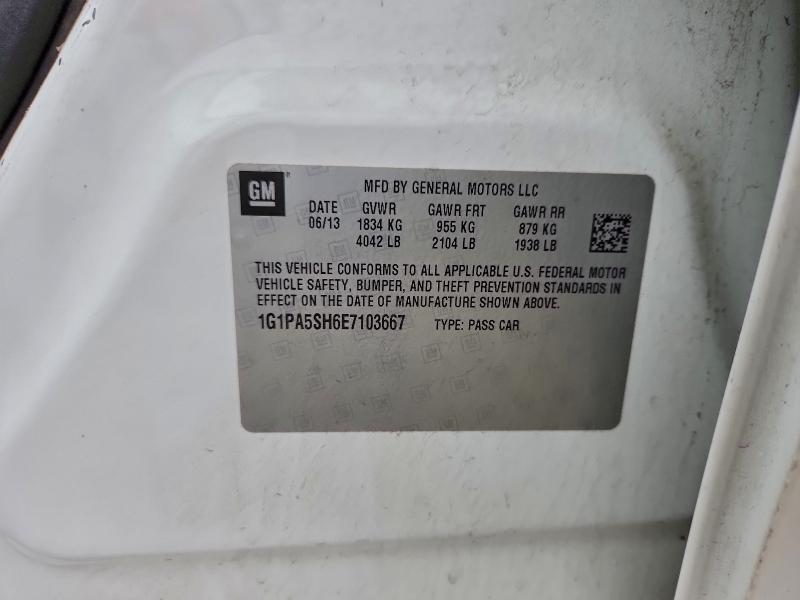 GM
MFD BY GENERAL MOTORS LLC
DATE GVWR GAWR FRT GAWR RR
06/13 1834 KG 955 KG 879 KG
4042 LB 2104 LB 1938 LB
THIS VEHICLE CONFORMS TO ALL APPLICABLE U.S. FEDERAL MOTOR
VEHICLE SAFETY, BUMPER, AND THEFT PREVENTION STANDARDS IN
EFFECT ON THE DATE OF MANUFACTURE SHOWN ABOVE.
1G1PA5SH6E7103667 TYPE: PASS CAR